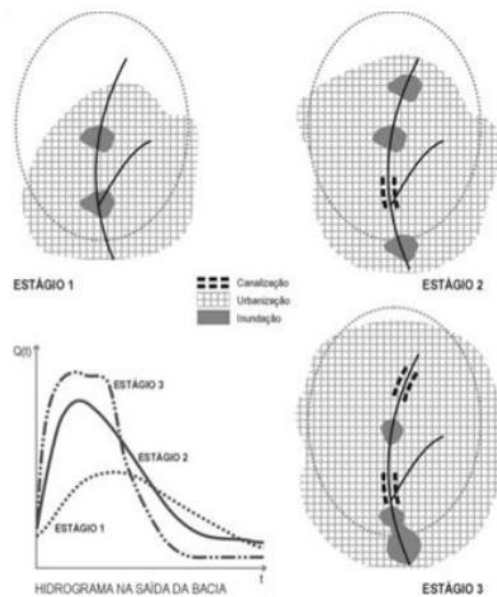 ESTÁGIO 1
Canalização
Urbanização
Inundação
ESTÁGIO 2
Q(t)
ESTÁGIO 3
ESTÁGIO 2
ESTÁGIO 1
t
HIDROGRAMA NA SAÍDA DA BACIA
ESTÁGIO 3